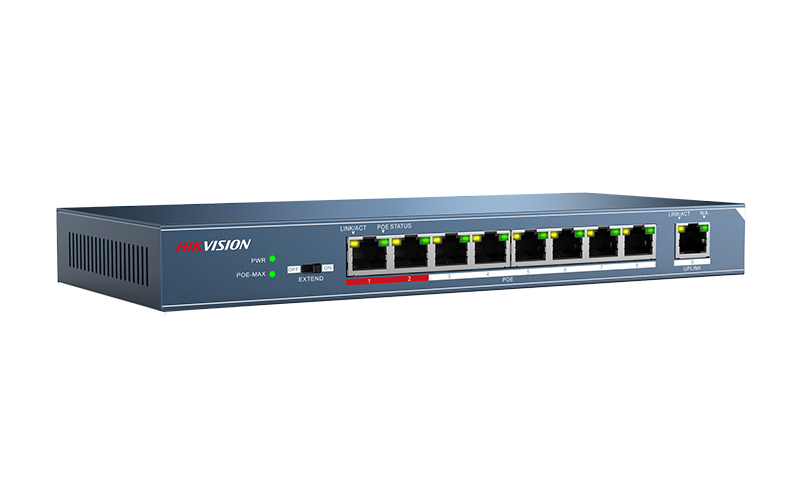 HIKVISION
PWR
POE-MAX
OFF ON
EXTEND
LINK/ACT POE STATUS
1 2 3 4 5 6 7 8
POE
LINK/ACT N/A
9
UPLINK